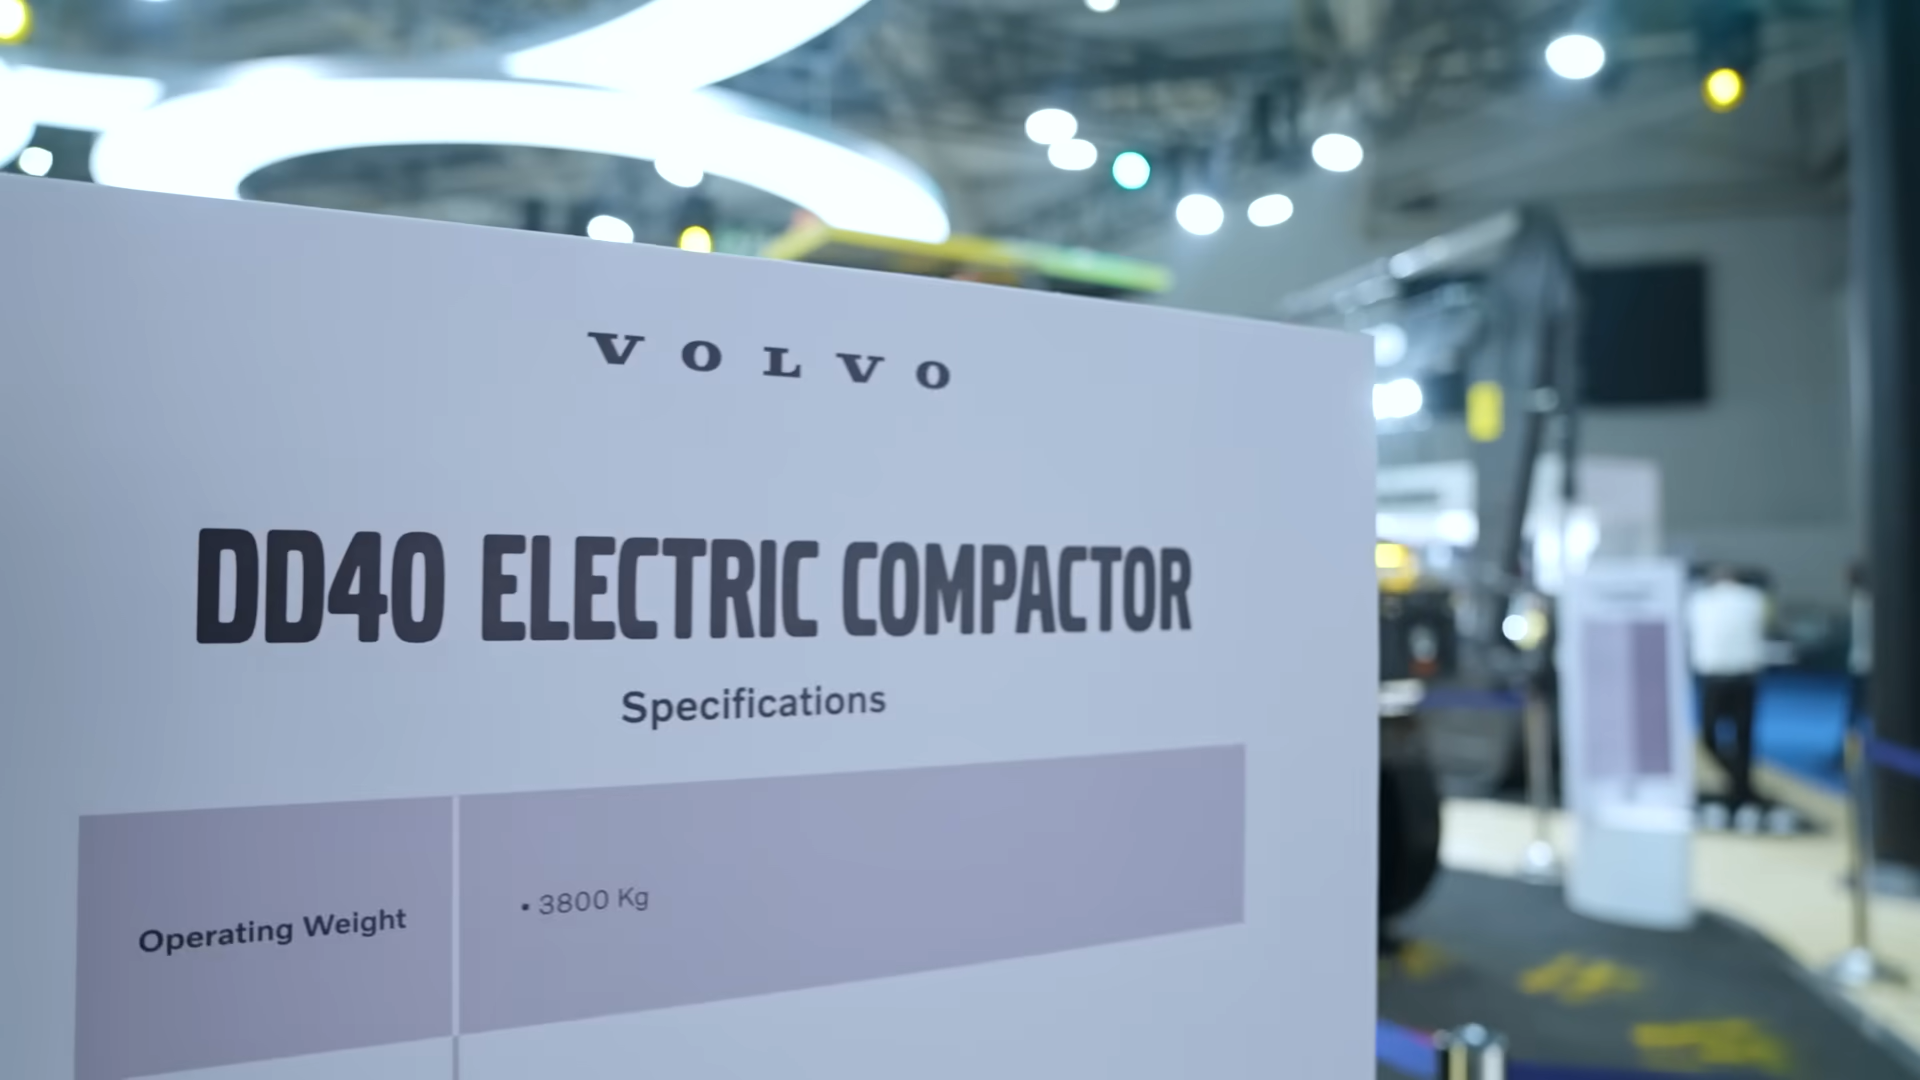 VOLVO
DD40 ELECTRIC COMPACTOR
Specifications
Operating Weight
• 3800 Kg